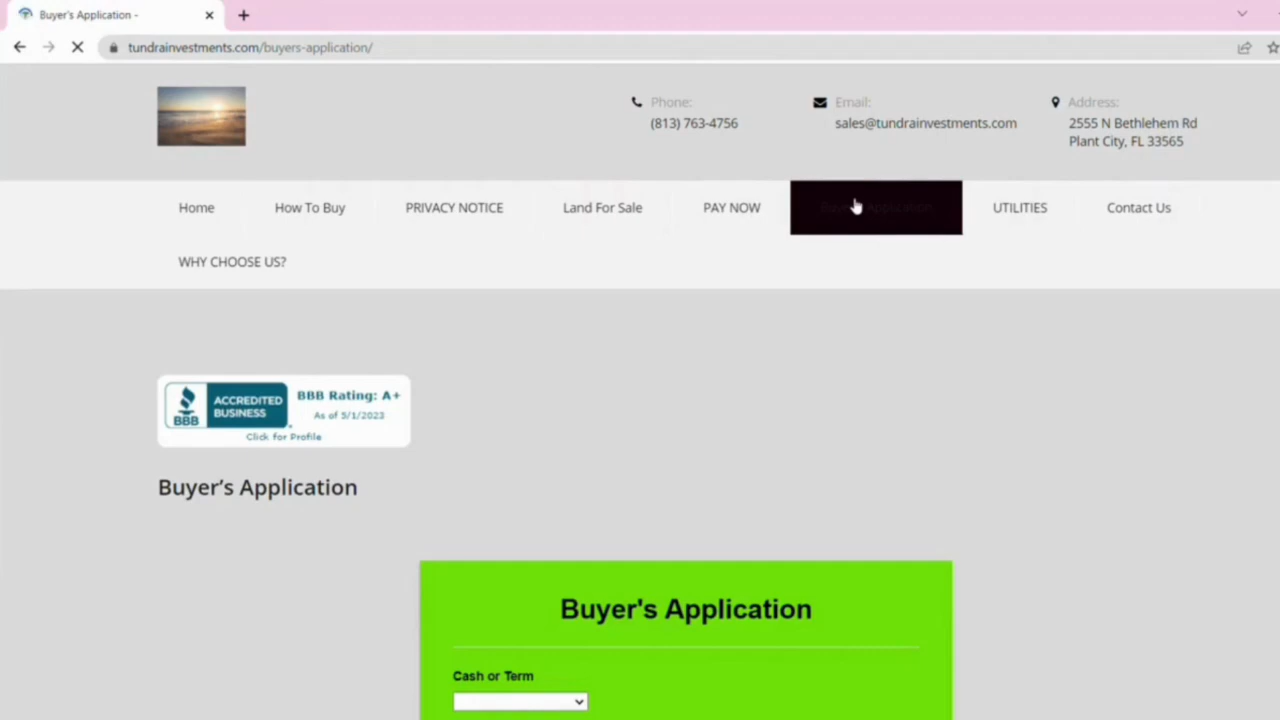 Buyer's Application -
tundrainvestments.com/buyers-application/
Phone:
(813) 763-4756
Email:
sales@tundrainvestments.com
Address:
2555 N Bethlehem Rd
Plant City, FL 33565
Home
How To Buy
PRIVACY NOTICE
Land For Sale
PAY NOW
Buyer's Application
UTILITIES
Contact Us
WHY CHOOSE US?
BBB
ACCREDITED
BUSINESS
BBB Rating: A+
As of 5/1/2023
Click for Profile
Buyer’s Application
Buyer's Application
Cash or Term